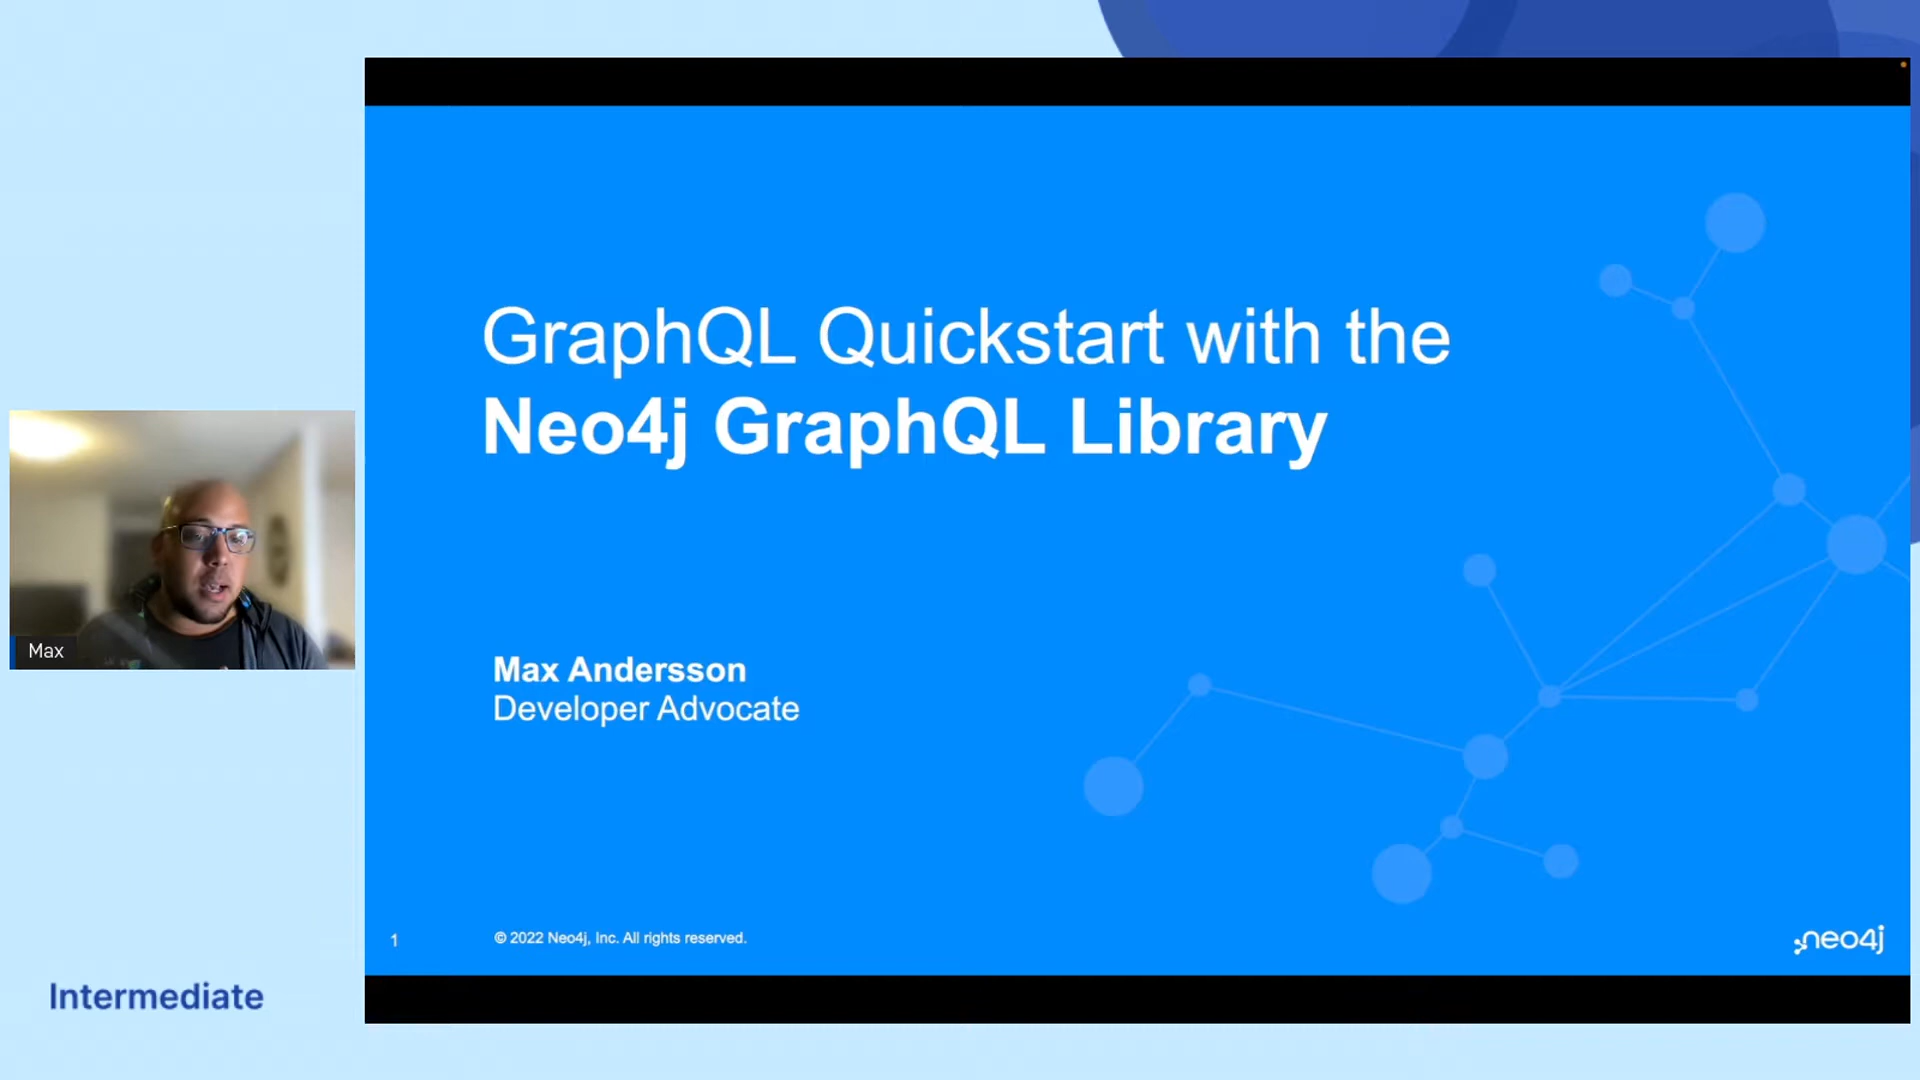 GraphQL Quickstart with the
Neo4j GraphQL Library
Max Andersson
Developer Advocate
1
© 2022 Neo4j, Inc. All rights reserved.
neo4j
Max
Intermediate